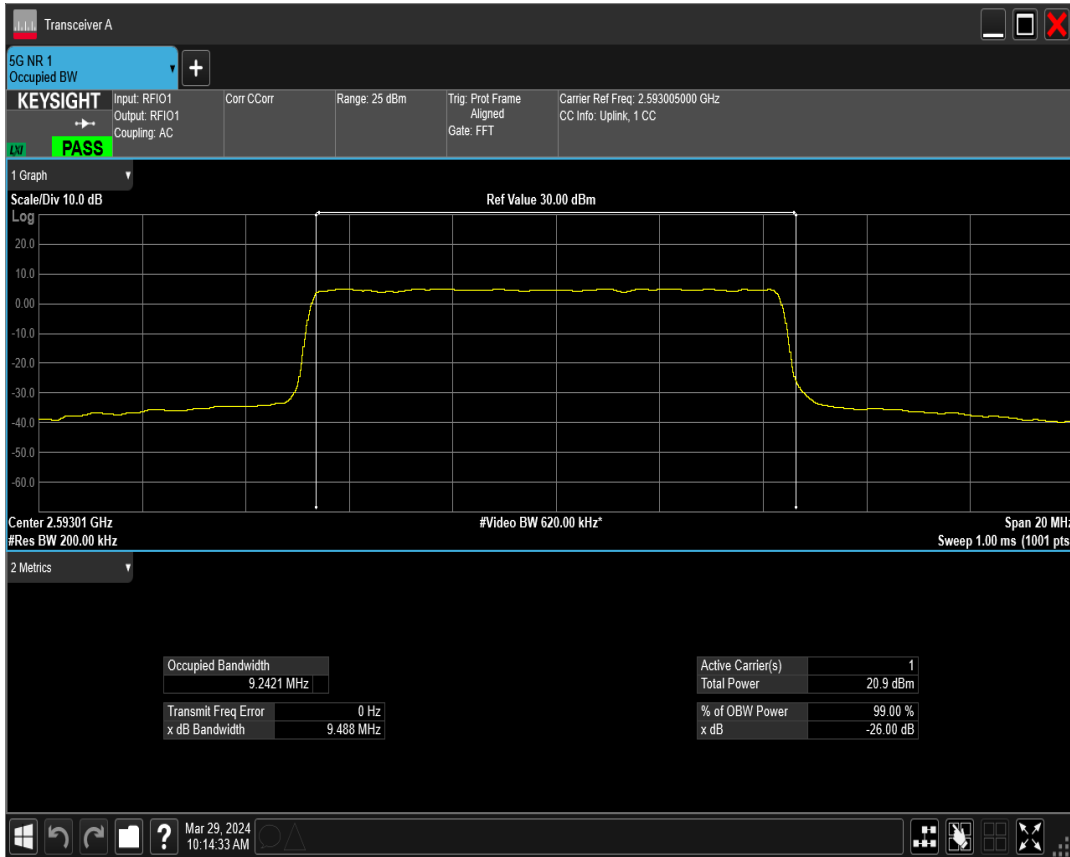 Transceiver A
5G NR 1
Occupied BW
KEYSIGHT
LXI
PASS
Input: RFIO1
Output: RFIO1
Coupling: AC
Corr CCorr
Range: 25 dBm
Trig: Prot Frame
Aligned
Gate: FFT
Carrier Ref Freq: 2.593005000 GHz
CC Info: Uplink, 1 CC
1 Graph
Scale/Div 10.0 dB
Ref Value 30.00 dBm
Log
20.0
10.0
0.00
-10.0
-20.0
-30.0
-40.0
-50.0
-60.0
Center 2.59301 GHz
#Video BW 620.00 kHz*
Span 20 MHz
#Res BW 200.00 kHz
Sweep 1.00 ms (1001 pts
2 Metrics
Occupied Bandwidth
9.2421 MHz
Transmit Freq Error 0 Hz
x dB Bandwidth 9.488 MHz
Active Carrier(s) 1
Total Power 20.9 dBm
% of OBW Power 99.00 %
x dB -26.00 dB
?
Mar 29, 2024
10:14:33 AM